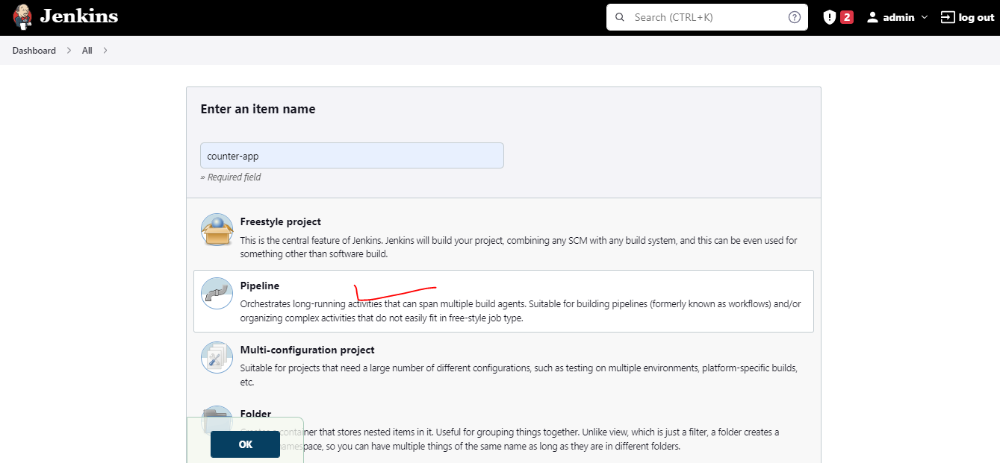 Jenkins
Search (CTRL+K)
2
admin
log out
Dashboard
All
Enter an item name
counter-app
» Required field
Freestyle project
This is the central feature of Jenkins. Jenkins will build your project, combining any SCM with any build system, and this can be even used for
something other than software build.
Pipeline
Orchestrates long-running activities that can span multiple build agents. Suitable for building pipelines (formerly known as workflows) and/or
organizing complex activities that do not easily fit in free-style job type.
Multi-configuration project
Suitable for projects that need a large number of different configurations, such as testing on multiple environments, platform-specific builds,
etc.
Folder
Creates a container that stores nested items in it. Useful for grouping things together. Unlike view, which is just a filter, a folder creates a
namespace, so you can have multiple things of the same name as long as they are in different folders.
OK